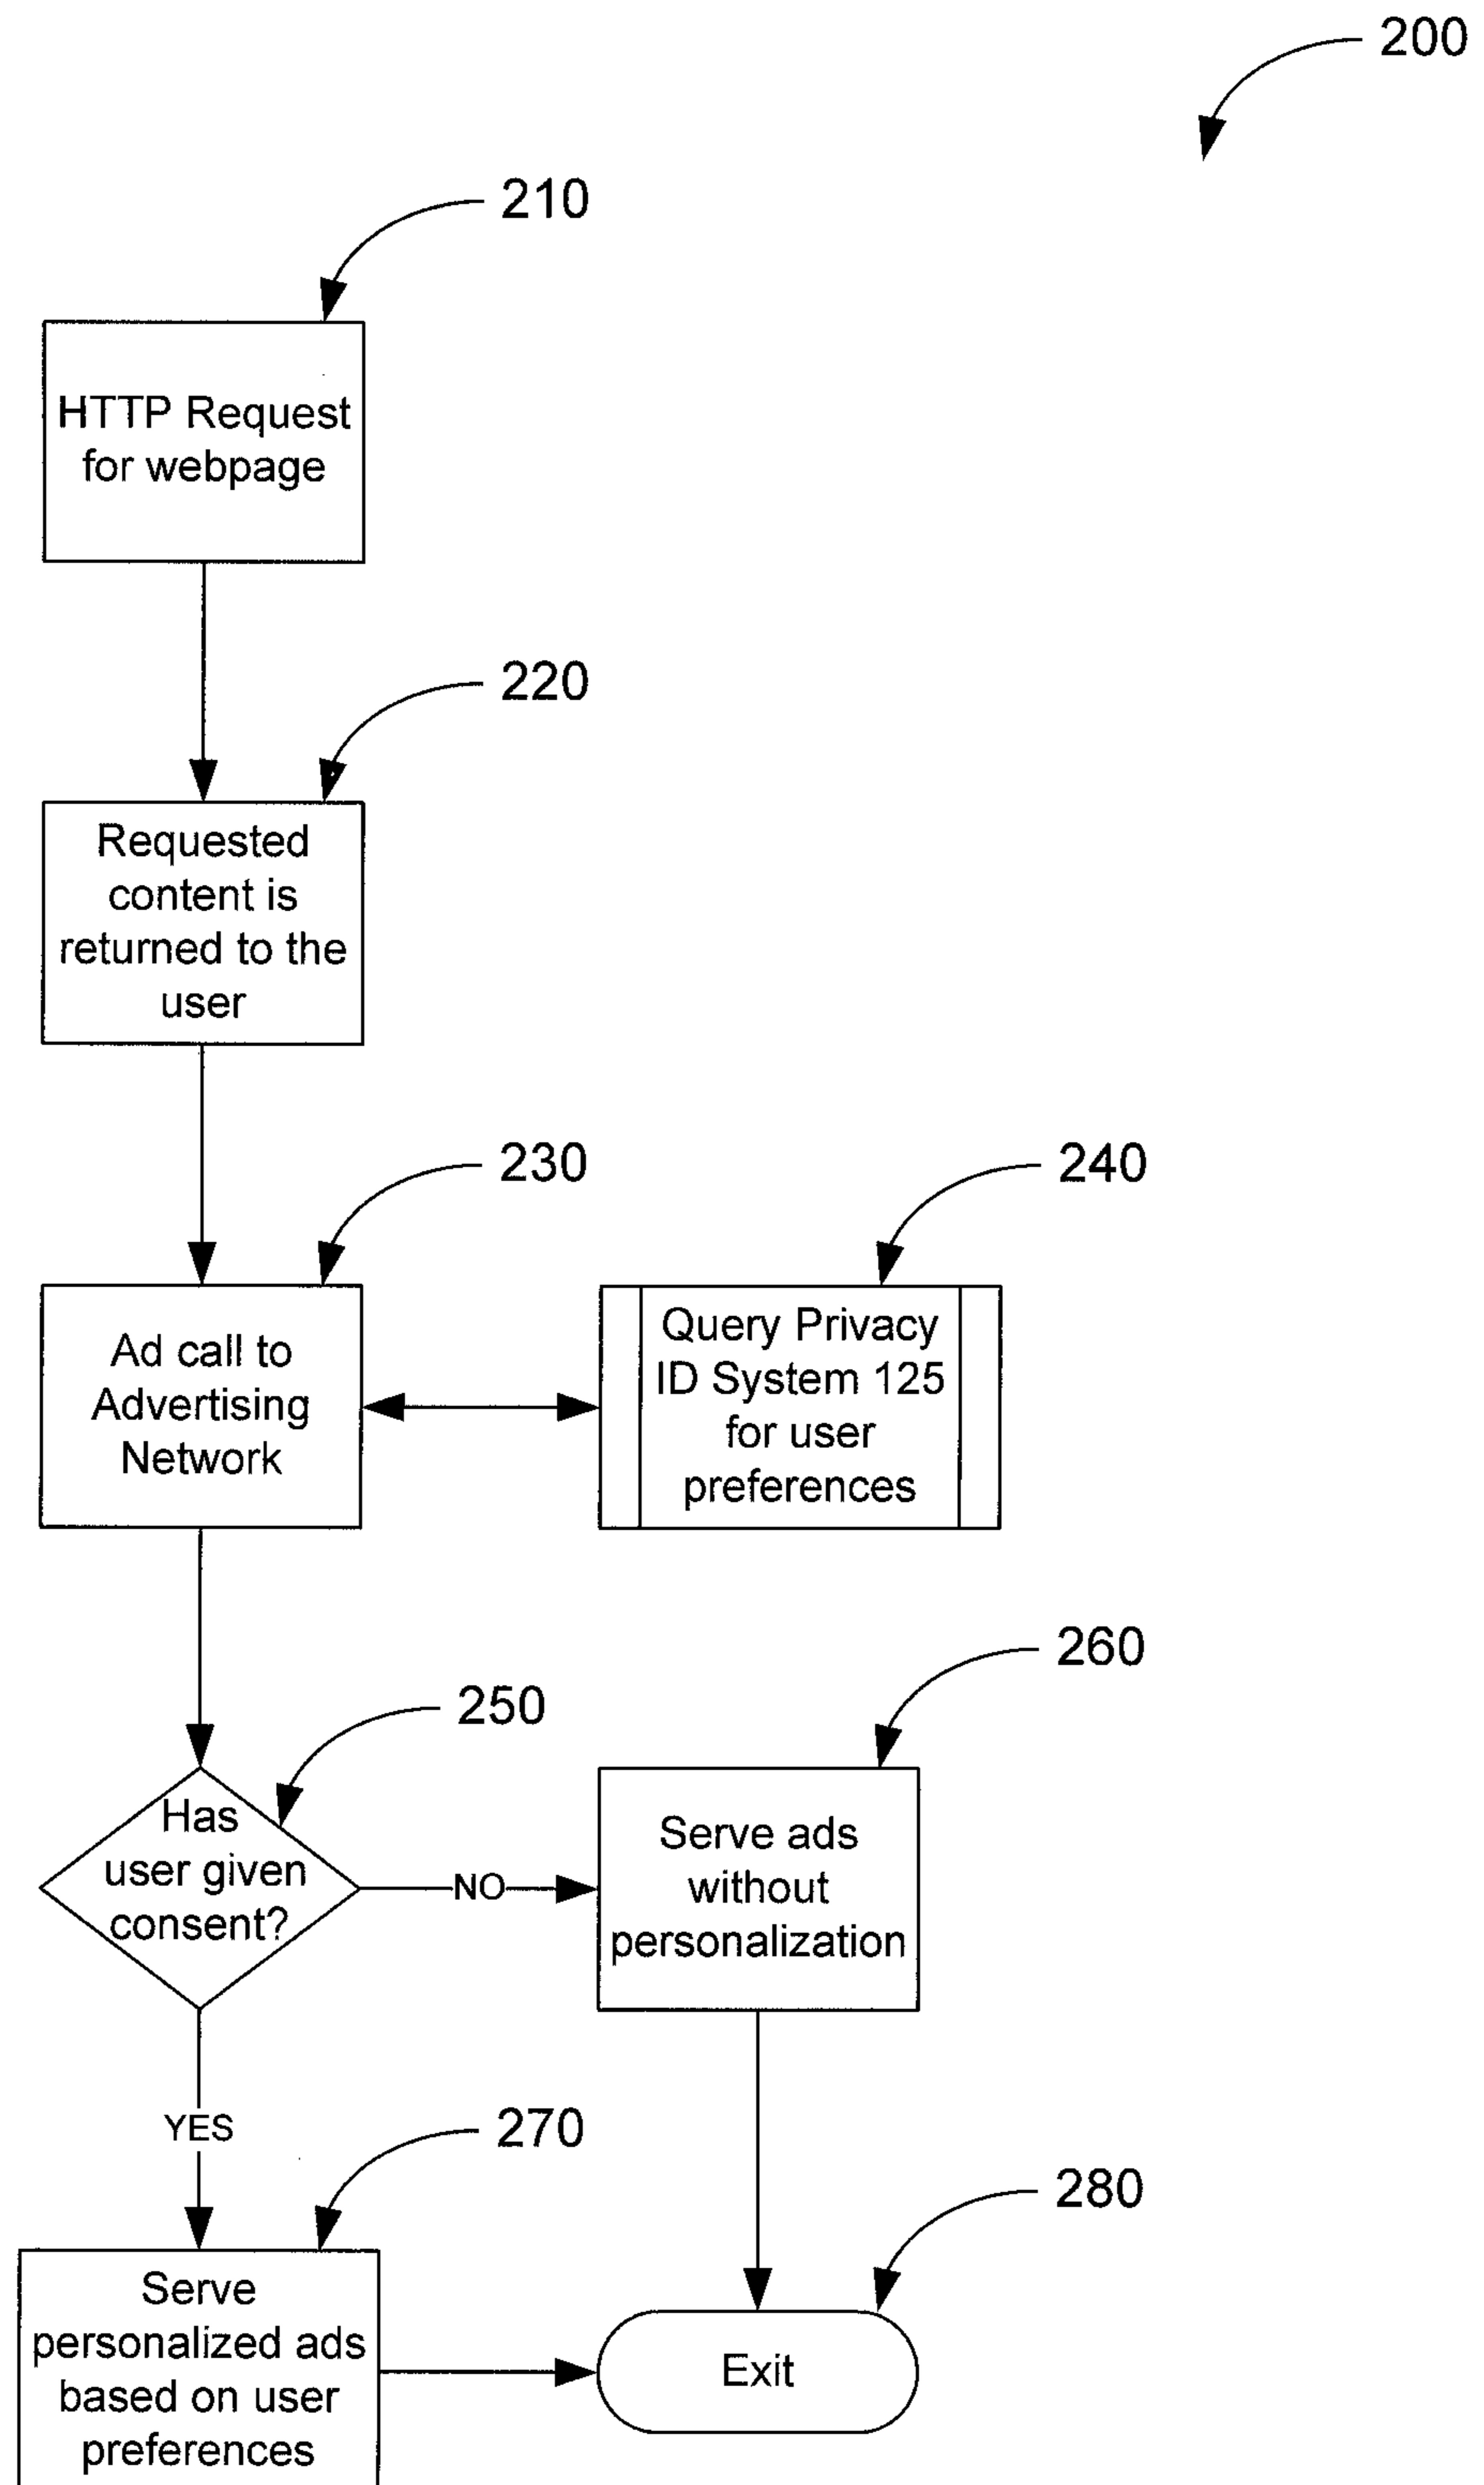 200
210
HTTP Request
for webpage
220
Requested
content is
returned to the
user
230
Ad call to
Advertising
Network
240
Query Privacy
ID System 125
for user
preferences
250
Has
user given
consent?
NO
260
Serve ads
without
personalization
YES
270
Serve
personalized ads
based on user
preferences
280
Exit